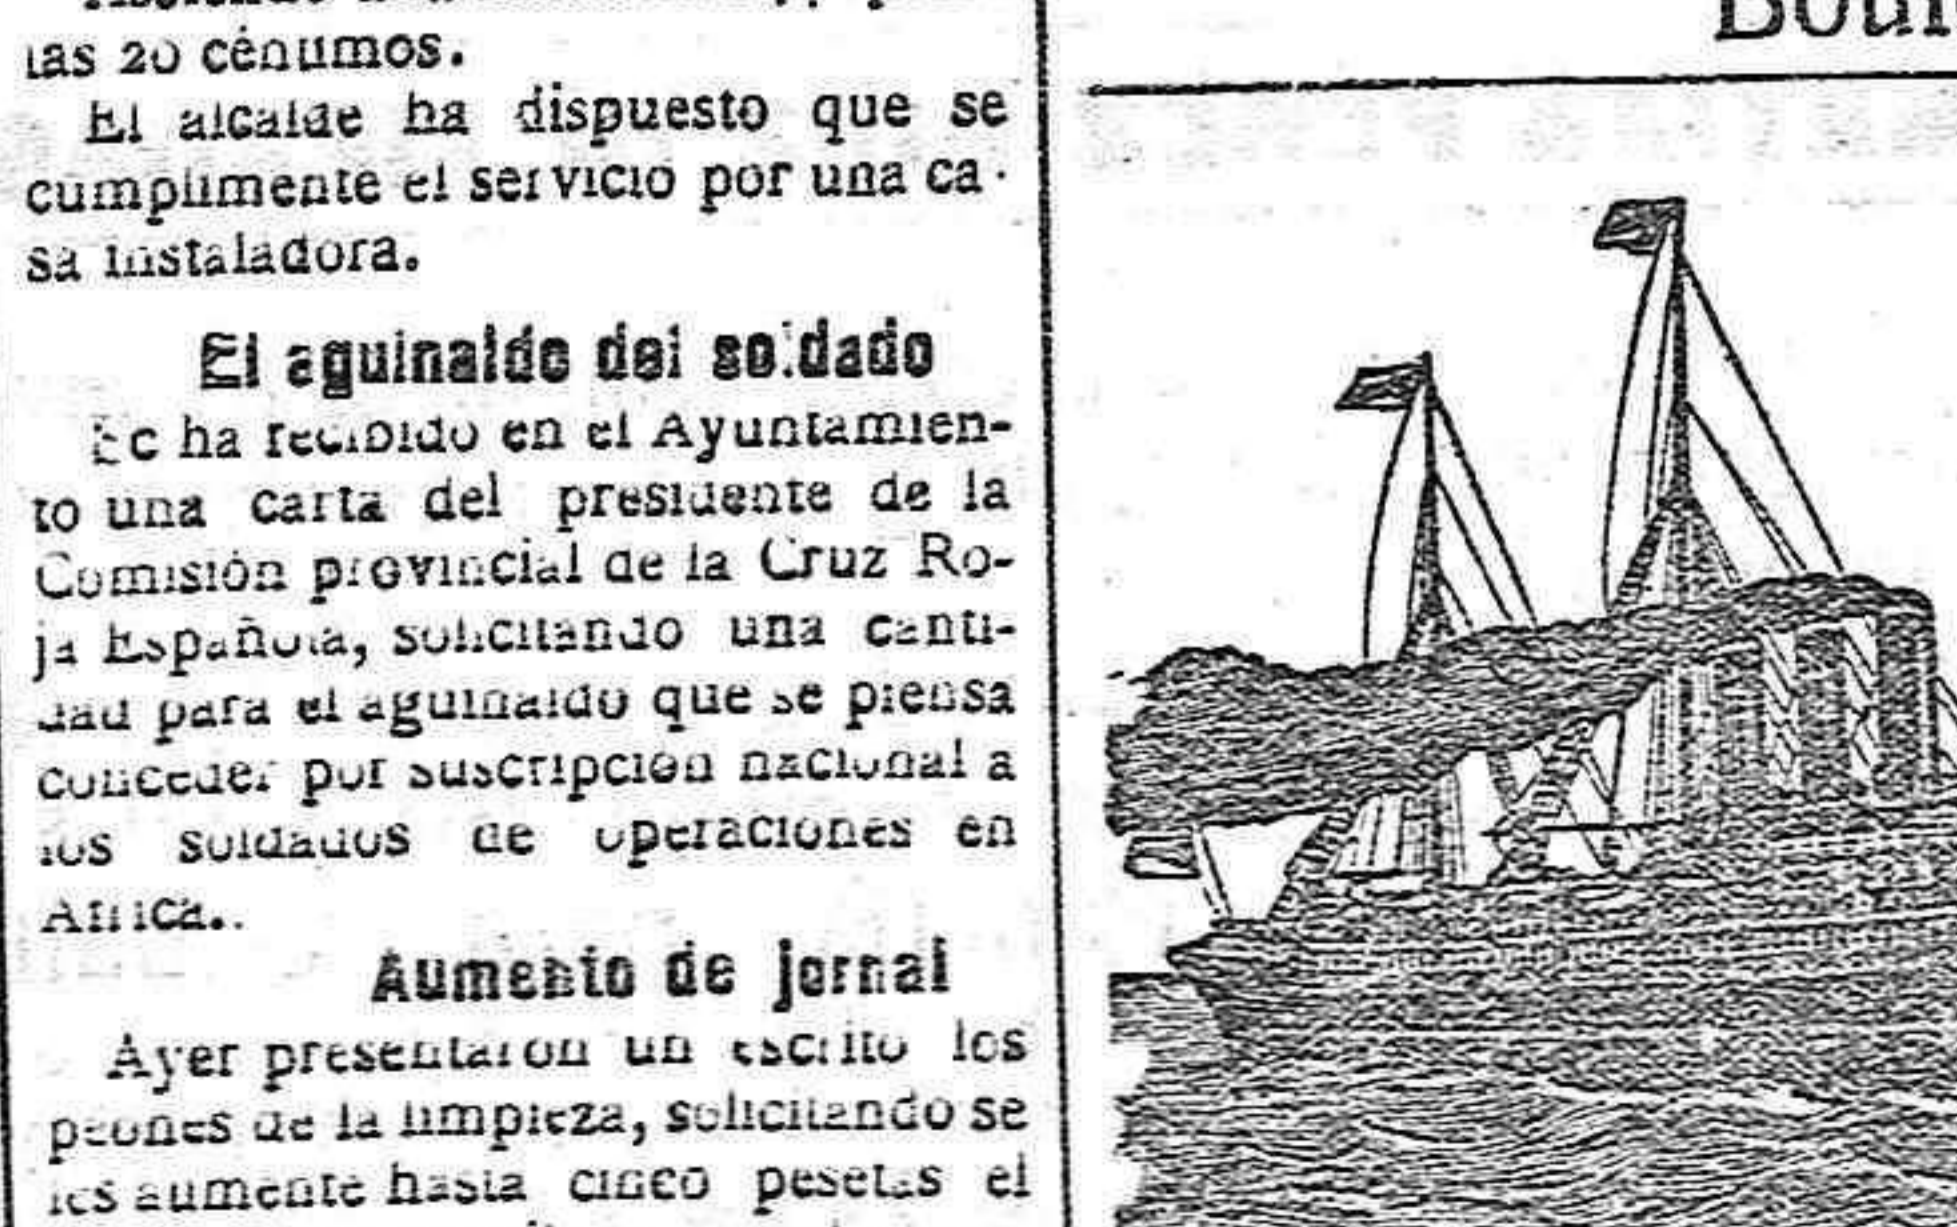 las 20 céntimos.
El alcalde ha dispuesto que se
cumplimente el servicio por una ca-
sa instaladora.
El aguinaldo del soldado
Se ha recibido en el Ayuntamien-
to una carta del presidente de la
Comisión provincial de la Cruz Ro-
ja Española, solicitando una canti-
dad para el aguinaldo que se piensa
conceder por suscripción nacional a
los soldados de operaciones en
Africa..
Aumento de jornal
Ayer presentaron un escrito los
peones de la limpieza, solicitando se
les aumente hasta cinco pesetas el